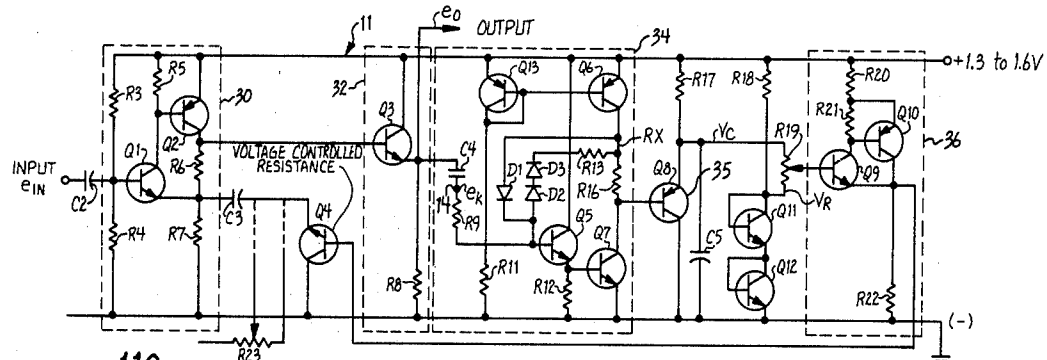 11
e₀ OUTPUT
34
+1.3 to 1.6V
R5
30
32
Q13
Q6
R17
R18
R20
R3
Q2
Q3
RX
VC
R19
R21
Q10
36
Q1
R6
VOLTAGE CONTROLLED
RESISTANCE
C4
D1
D3
R13
Q8
35
Q9
INPUT
eIN
C2
C3
Q4
14
eK
D2
R16
VR
Q11
R4
R7
R9
Q5
Q7
C5
Q12
R8
R11
R12
R22
(-)
R23